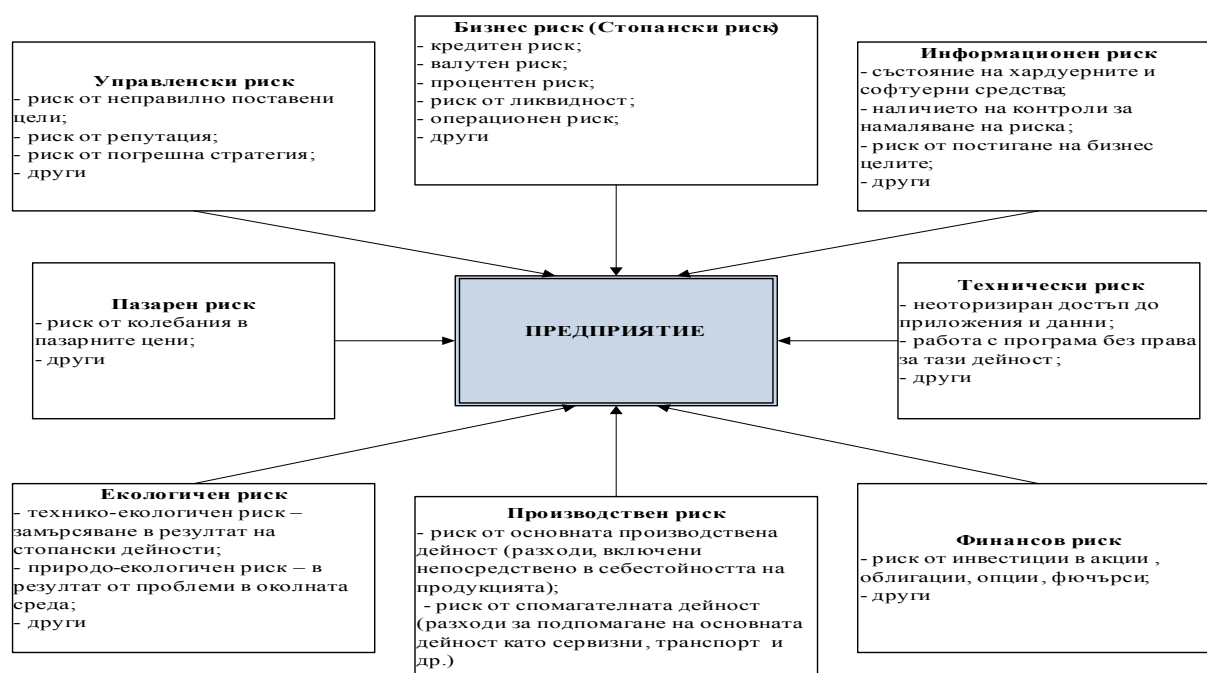 Бизнес риск (Стопански риск)
- кредитен риск;
- валутен риск;
- процентен риск;
- риск от ликвидност;
- операционен риск;
- други
Управленски риск
- риск от неправилно поставени
цели;
- риск от репутация;
- риск от погрешна стратегия;
- други
Информационен риск
- състояние на хардуерните и
софтуерни средства;
- наличието на контроли за
намаляване на риска;
- риск от постигане на бизнес
целите;
- други
Пазарен риск
- риск от колебания в
пазарните цени;
- други
ПРЕДПРИЯТИЕ
Технически риск
- неоторизиран достъп до
приложения и данни;
- работа с програма без права
за тази дейност;
- други
Екологичен риск
- технико-екологичен риск –
замърсяване в резултат на
стопански дейности;
- природо-екологичен риск – в
резултат от проблеми в околната
среда;
- други
Производствен риск
- риск от основната производствена
дейност (разходи, включени
непосредствено в себестойността на
продукцията);
- риск от спомагателната дейност
(разходи за подпомагане на основната
дейност като сервизни, транспорт и
др.)
Финансов риск
- риск от инвестиции в акции,
облигации, опции, фючърси;
- други